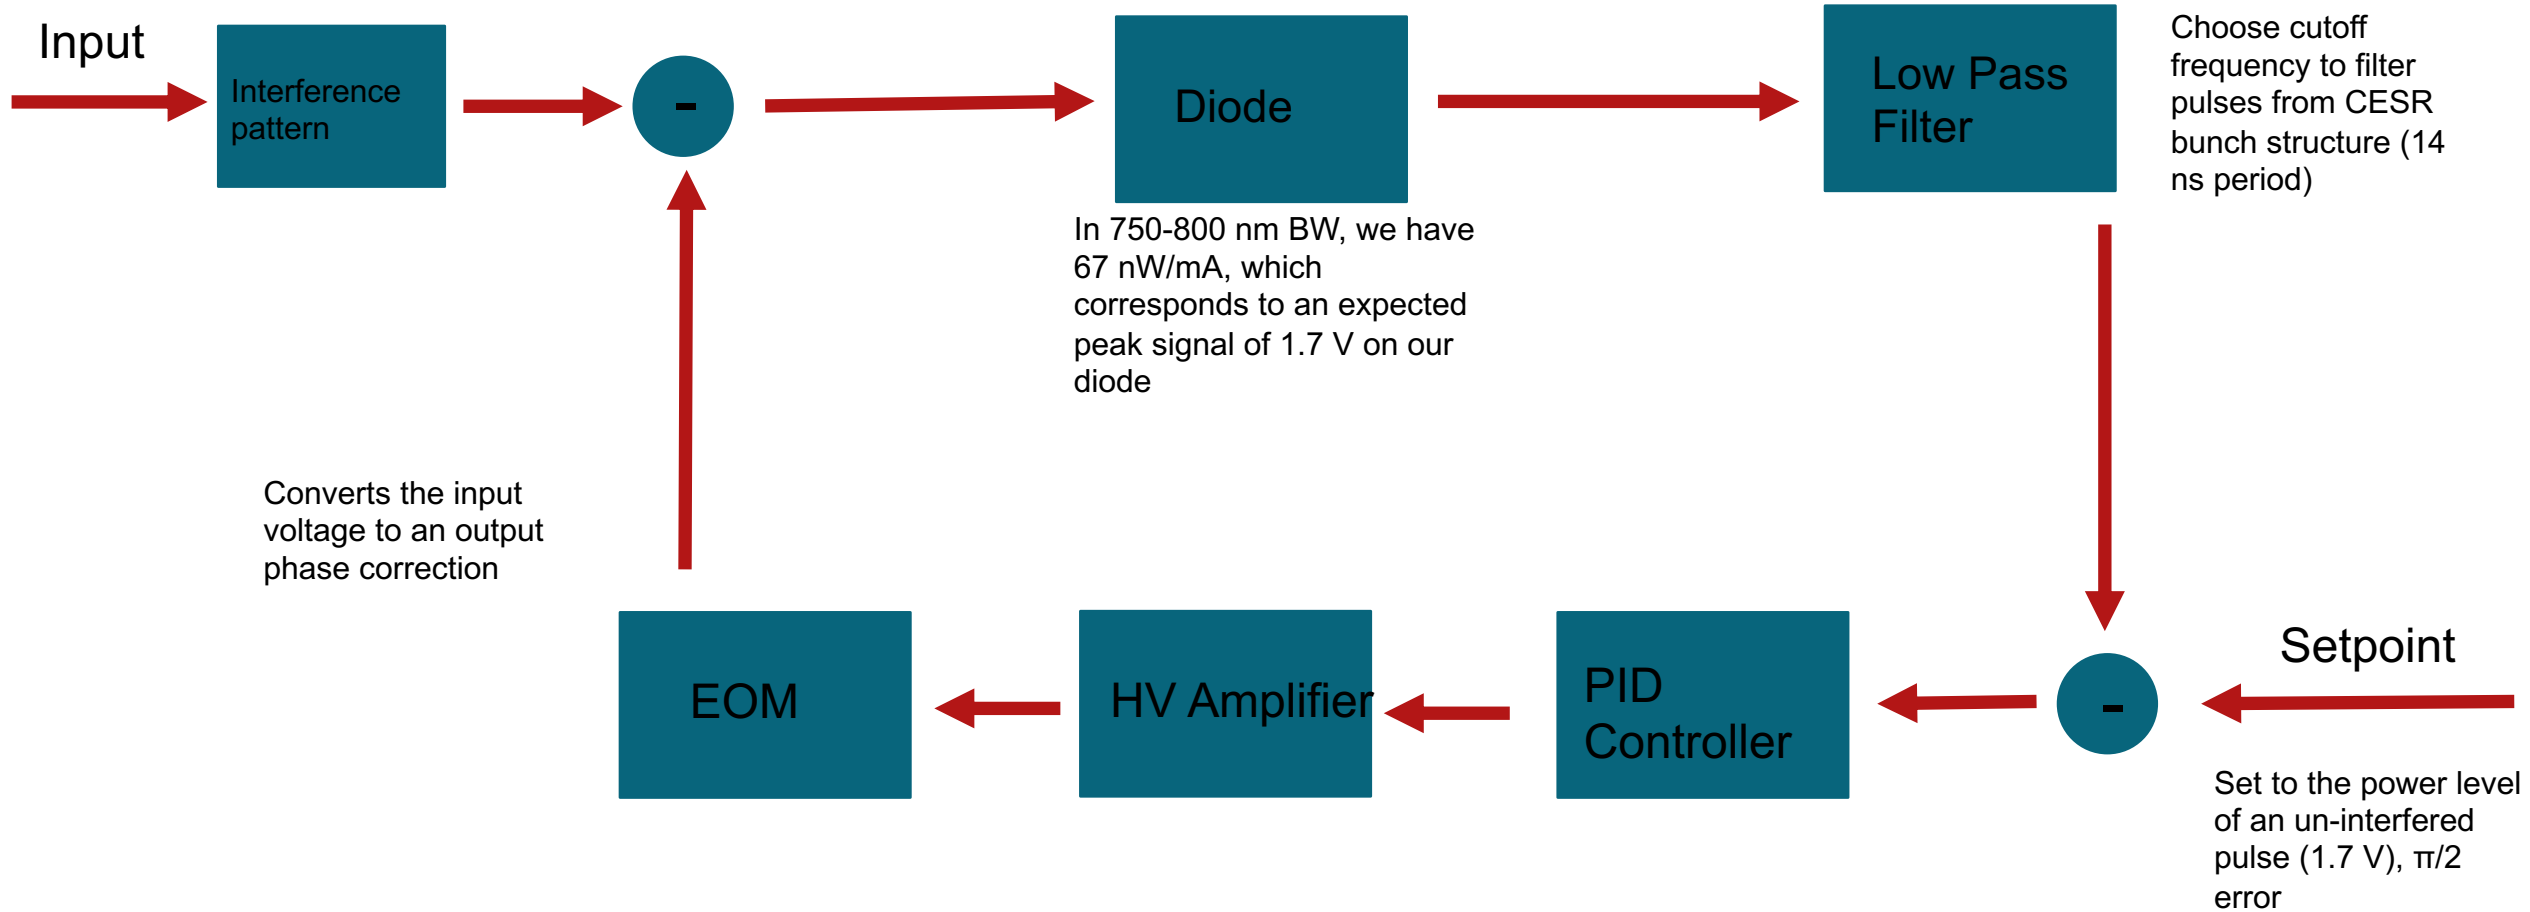 Input
Interference
pattern
-
Diode
Low Pass
Filter
Choose cutoff
frequency to filter
pulses from CESR
bunch structure (14
ns period)
In 750-800 nm BW, we have
67 nW/mA, which
corresponds to an expected
peak signal of 1.7 V on our
diode
Converts the input
voltage to an output
phase correction
EOM
HV Amplifier
PID
Controller
-
Setpoint
Set to the power level
of an un-interfered
pulse (1.7 V), π/2
error